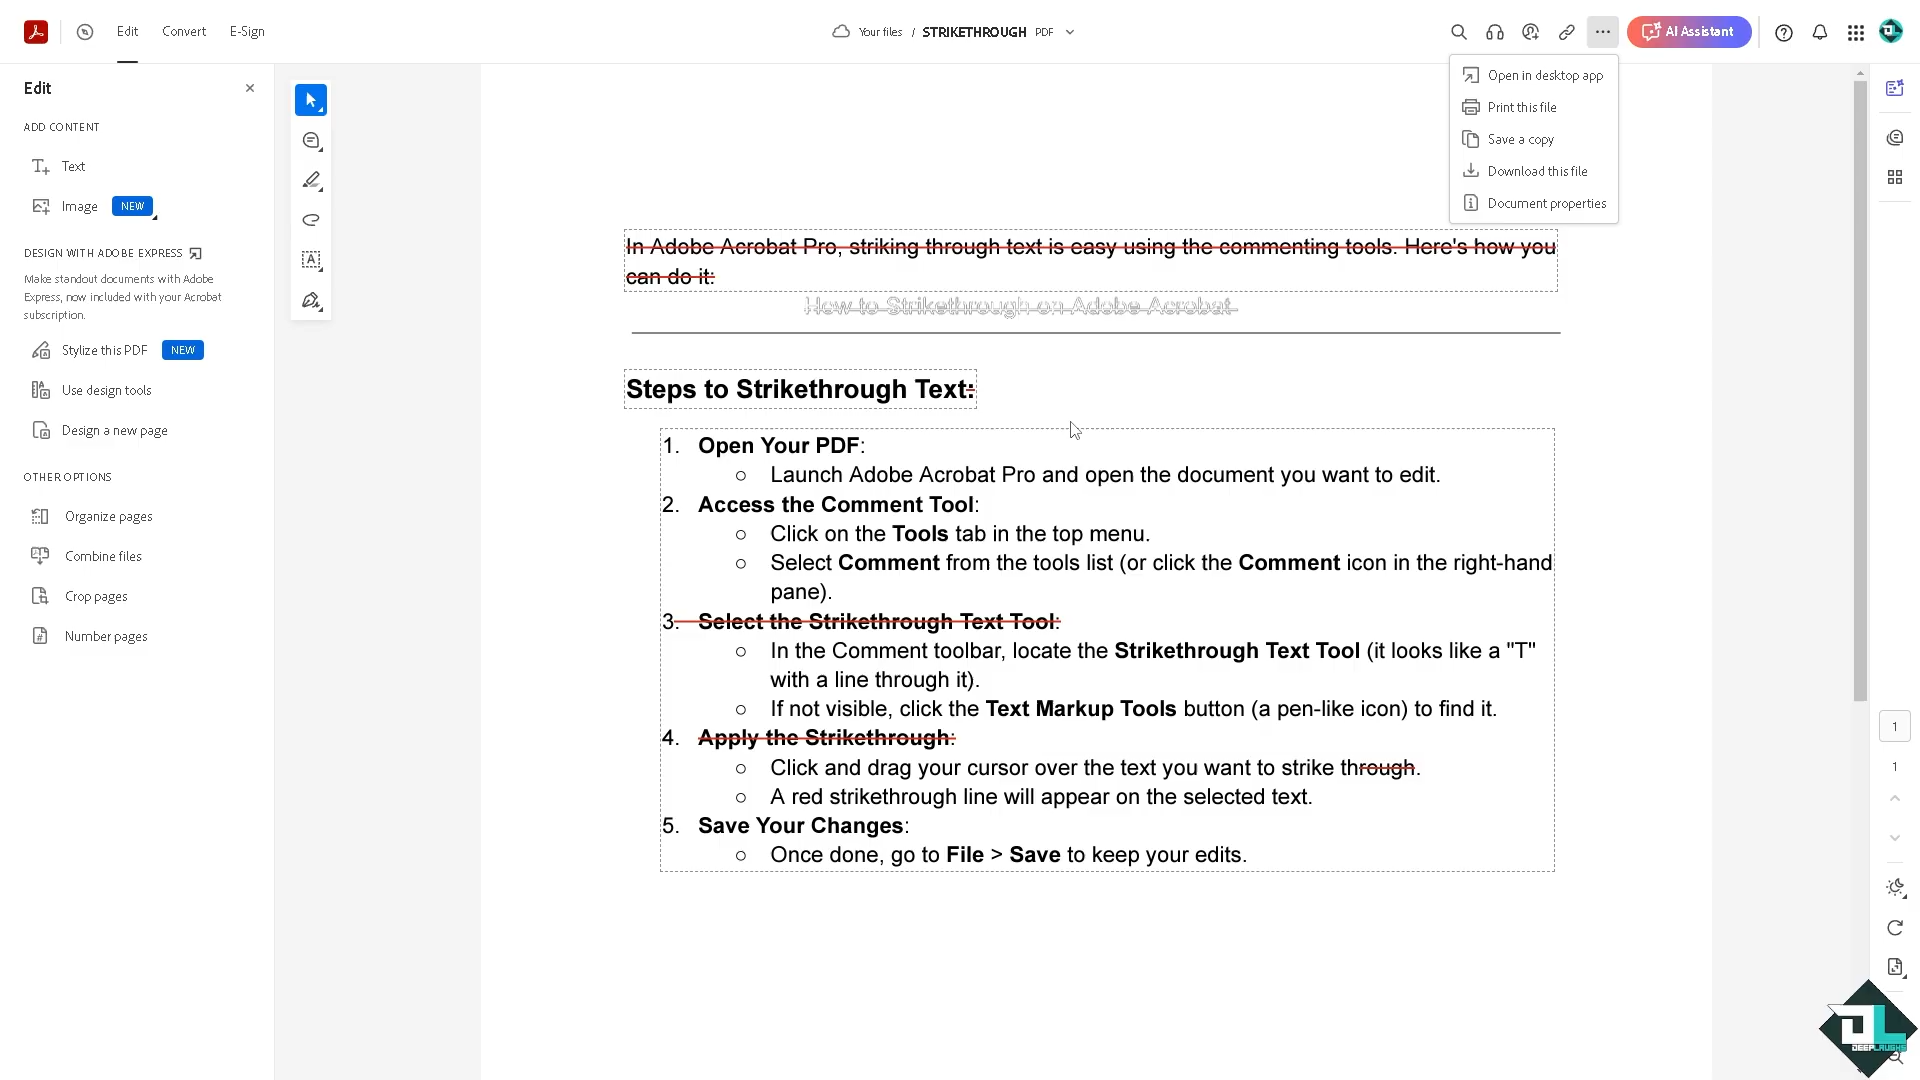 Edit
Convert
E-Sign
Your files / STRIKETHROUGH PDF
AI Assistant
Edit
ADD CONTENT
Text
Image NEW
DESIGN WITH ADOBE EXPRESS
Make standout documents with Adobe
Express, now included with your Acrobat
subscription.
Stylize this PDF NEW
Use design tools
Design a new page
OTHER OPTIONS
Organize pages
Combine files
Crop pages
Number pages
Open in desktop app
Print this file
Save a copy
Download this file
Document properties
In Adobe Acrobat Pro, striking through text is easy using the commenting tools. Here's how you
can do it:
How to Strikethrough on Adobe Acrobat
Steps to Strikethrough Text:
1. Open Your PDF:
○ Launch Adobe Acrobat Pro and open the document you want to edit.
2. Access the Comment Tool:
○ Click on the Tools tab in the top menu.
○ Select Comment from the tools list (or click the Comment icon in the right-hand
pane).
3. Select the Strikethrough Text Tool:
○ In the Comment toolbar, locate the Strikethrough Text Tool (it looks like a "T"
with a line through it).
○ If not visible, click the Text Markup Tools button (a pen-like icon) to find it.
4. Apply the Strikethrough:
○ Click and drag your cursor over the text you want to strike through.
○ A red strikethrough line will appear on the selected text.
5. Save Your Changes:
○ Once done, go to File > Save to keep your edits.
1
1
DL
DEEPLAUGHS